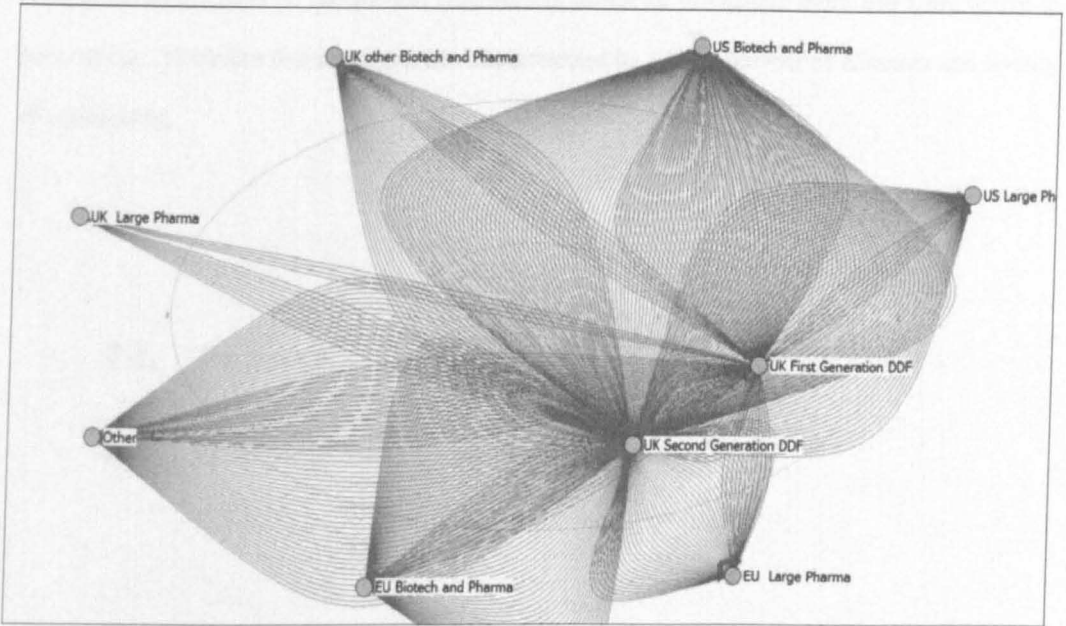 UK other Biotech and Pharma
US Biotech and Pharma
US Large Ph
UK Large Pharma
UK First Generation DDF
Other
UK Second Generation DDF
EU Biotech and Pharma
EU Large Pharma